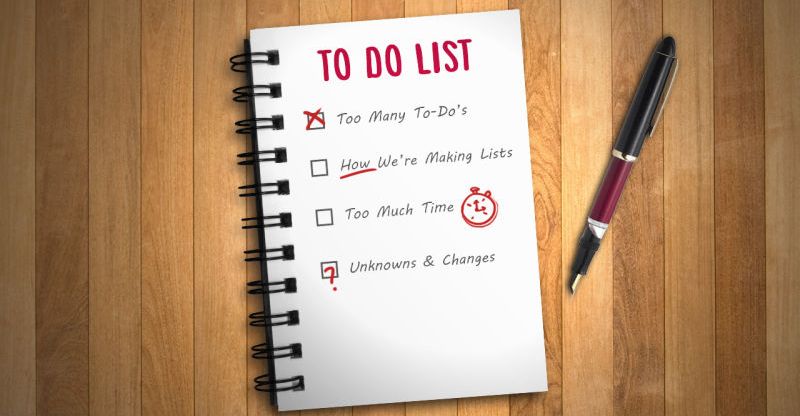 TO DO LIST
Too Many To-Do's
How We're Making Lists
Too Much Time
Unknowns & Changes
?